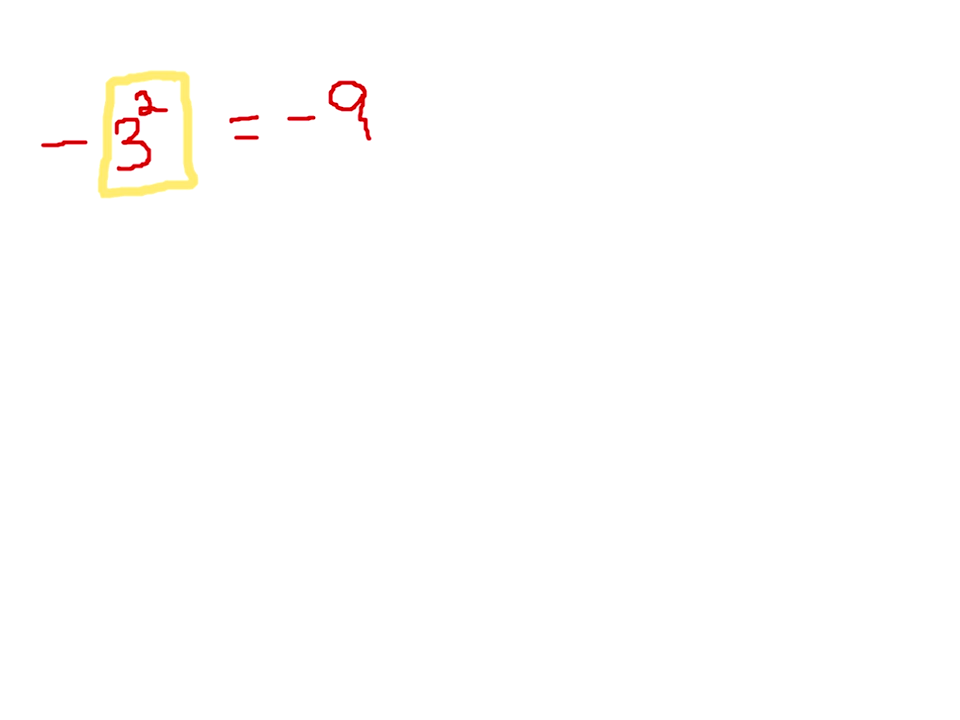 -3² = -9